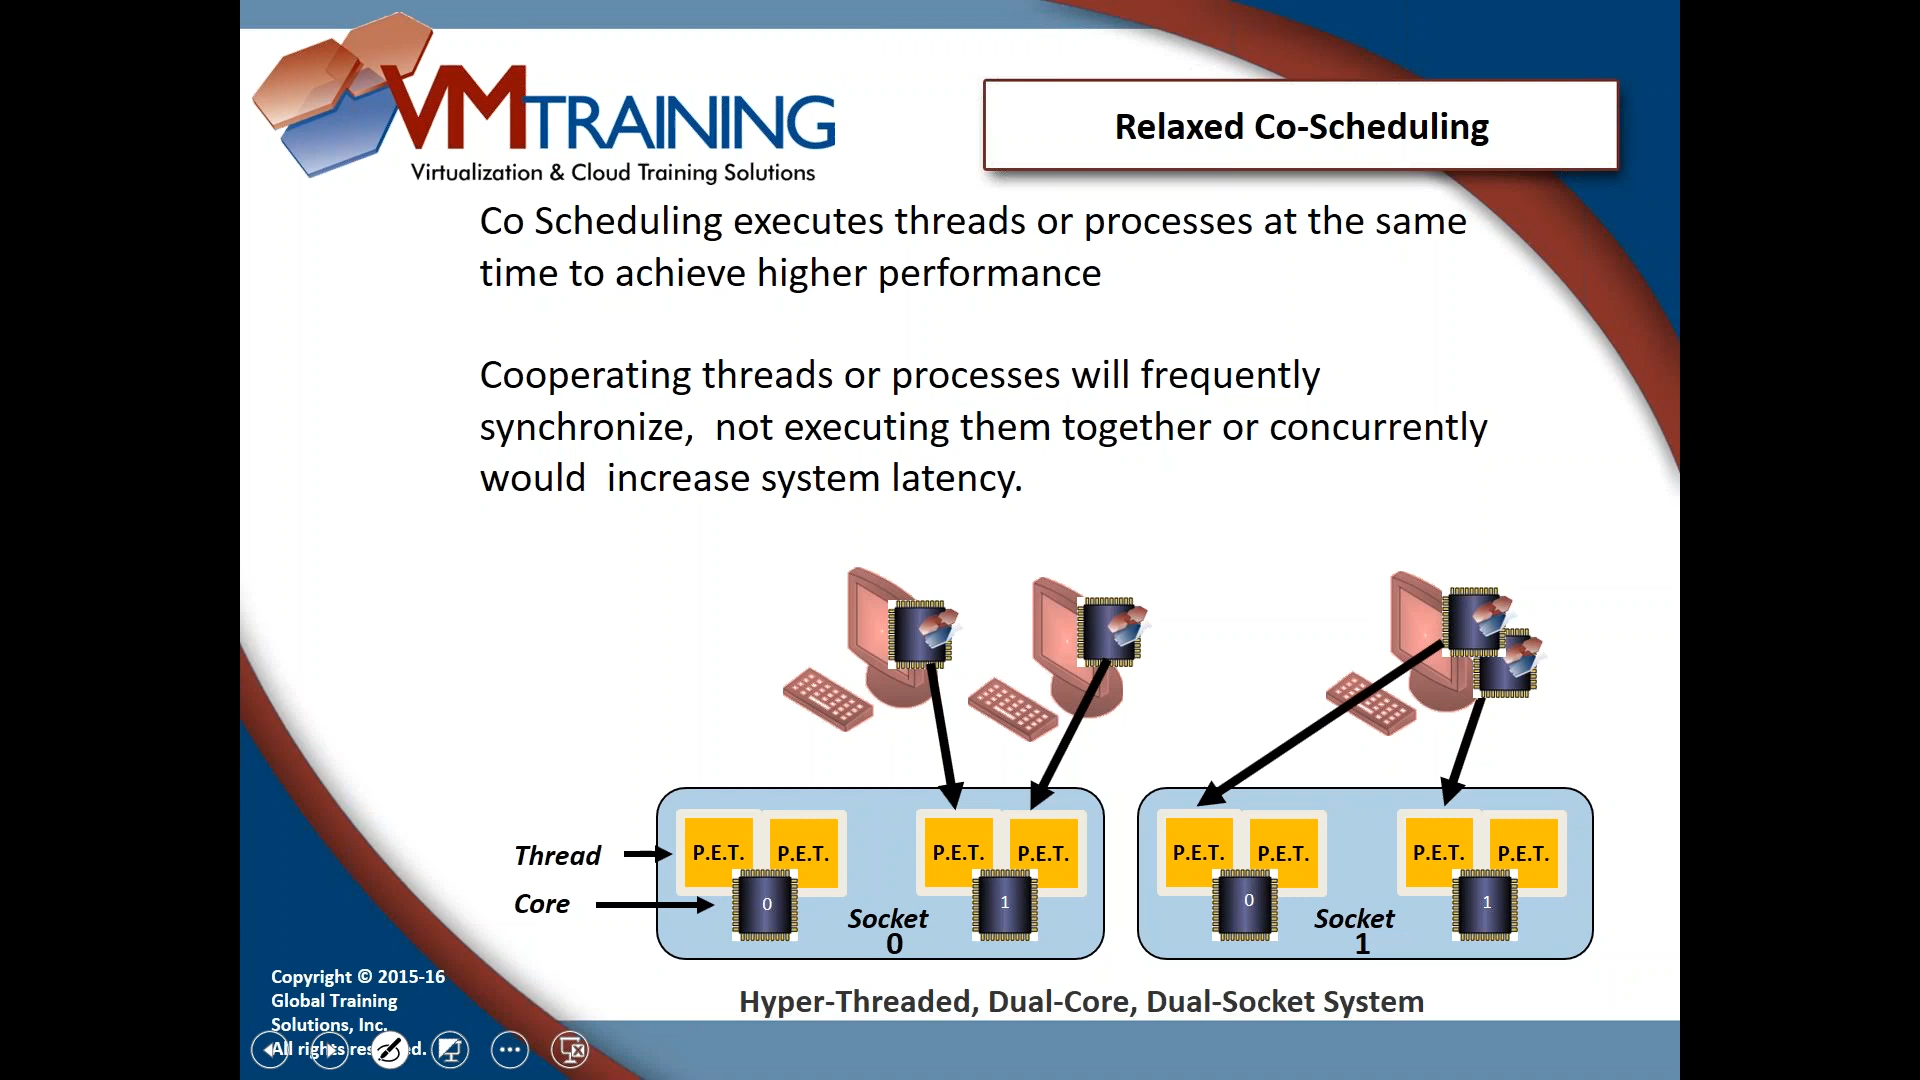 VMTRAINING
Virtualization & Cloud Training Solutions
Relaxed Co-Scheduling
Co Scheduling executes threads or processes at the same
time to achieve higher performance
Cooperating threads or processes will frequently
synchronize,  not executing them together or concurrently
would  increase system latency.
Thread
P.E.T. P.E.T. P.E.T. P.E.T. P.E.T. P.E.T. P.E.T. P.E.T.
Core
0 1 0 1
Socket
0
Socket
1
Hyper-Threaded, Dual-Core, Dual-Socket System
Copyright © 2015-16
Global Training
Solutions, Inc.
All rights